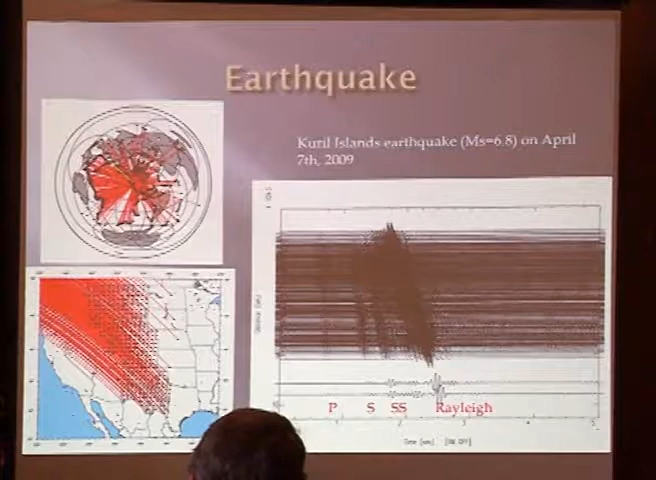 Earthquake
Kuril Islands earthquake (Ms=6.8) on April
7th, 2009
P S SS Rayleigh